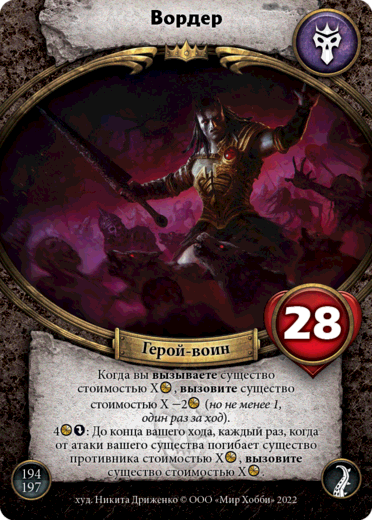 Вордер
28
Герой-воин
Когда вы вызываете существо
стоимостью X, вызовите существо
стоимостью X −2 (но не менее 1,
один раз за ход).
4: До конца вашего хода, каждый раз, когда
от атаки вашего существа погибает существо
противника стоимостью X, вызовите
существо стоимостью X.
194
197
худ. Никита Дриженко © ООО «Мир Хобби» 2022